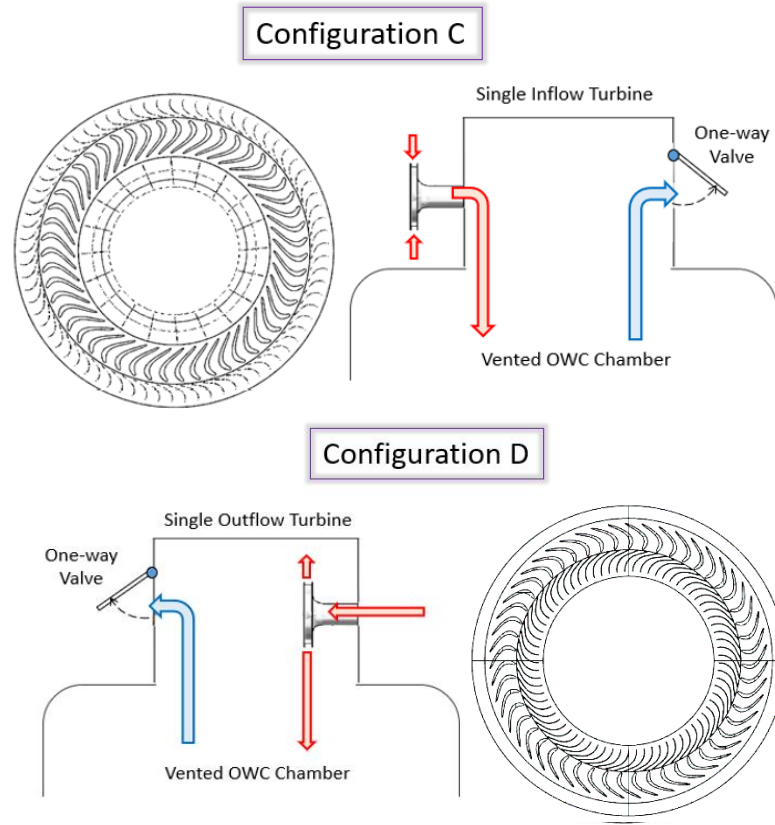 Configuration C
Single Inflow Turbine
One-way
Valve
Vented OWC Chamber
Configuration D
Single Outflow Turbine
One-way
Valve
Vented OWC Chamber